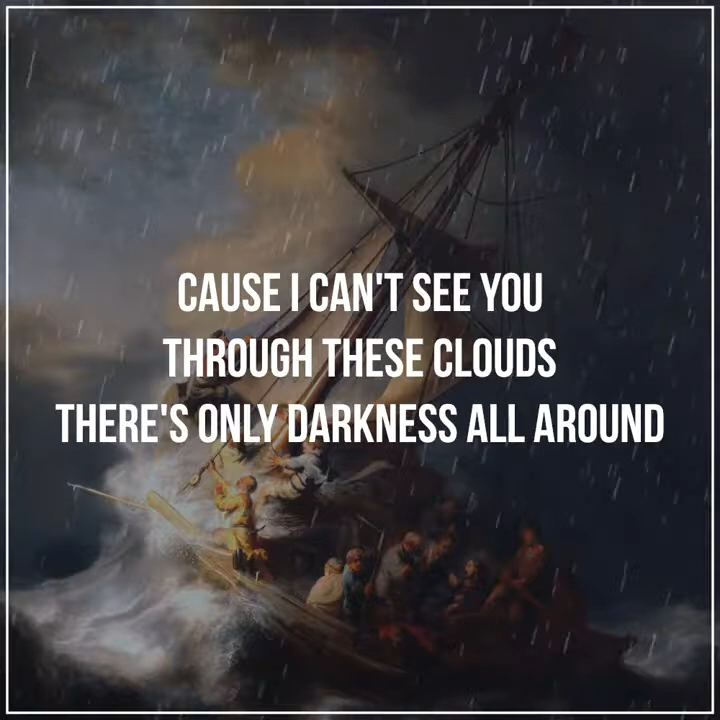 CAUSE I CAN'T SEE YOU
THROUGH THESE CLOUDS
THERE'S ONLY DARKNESS ALL AROUND